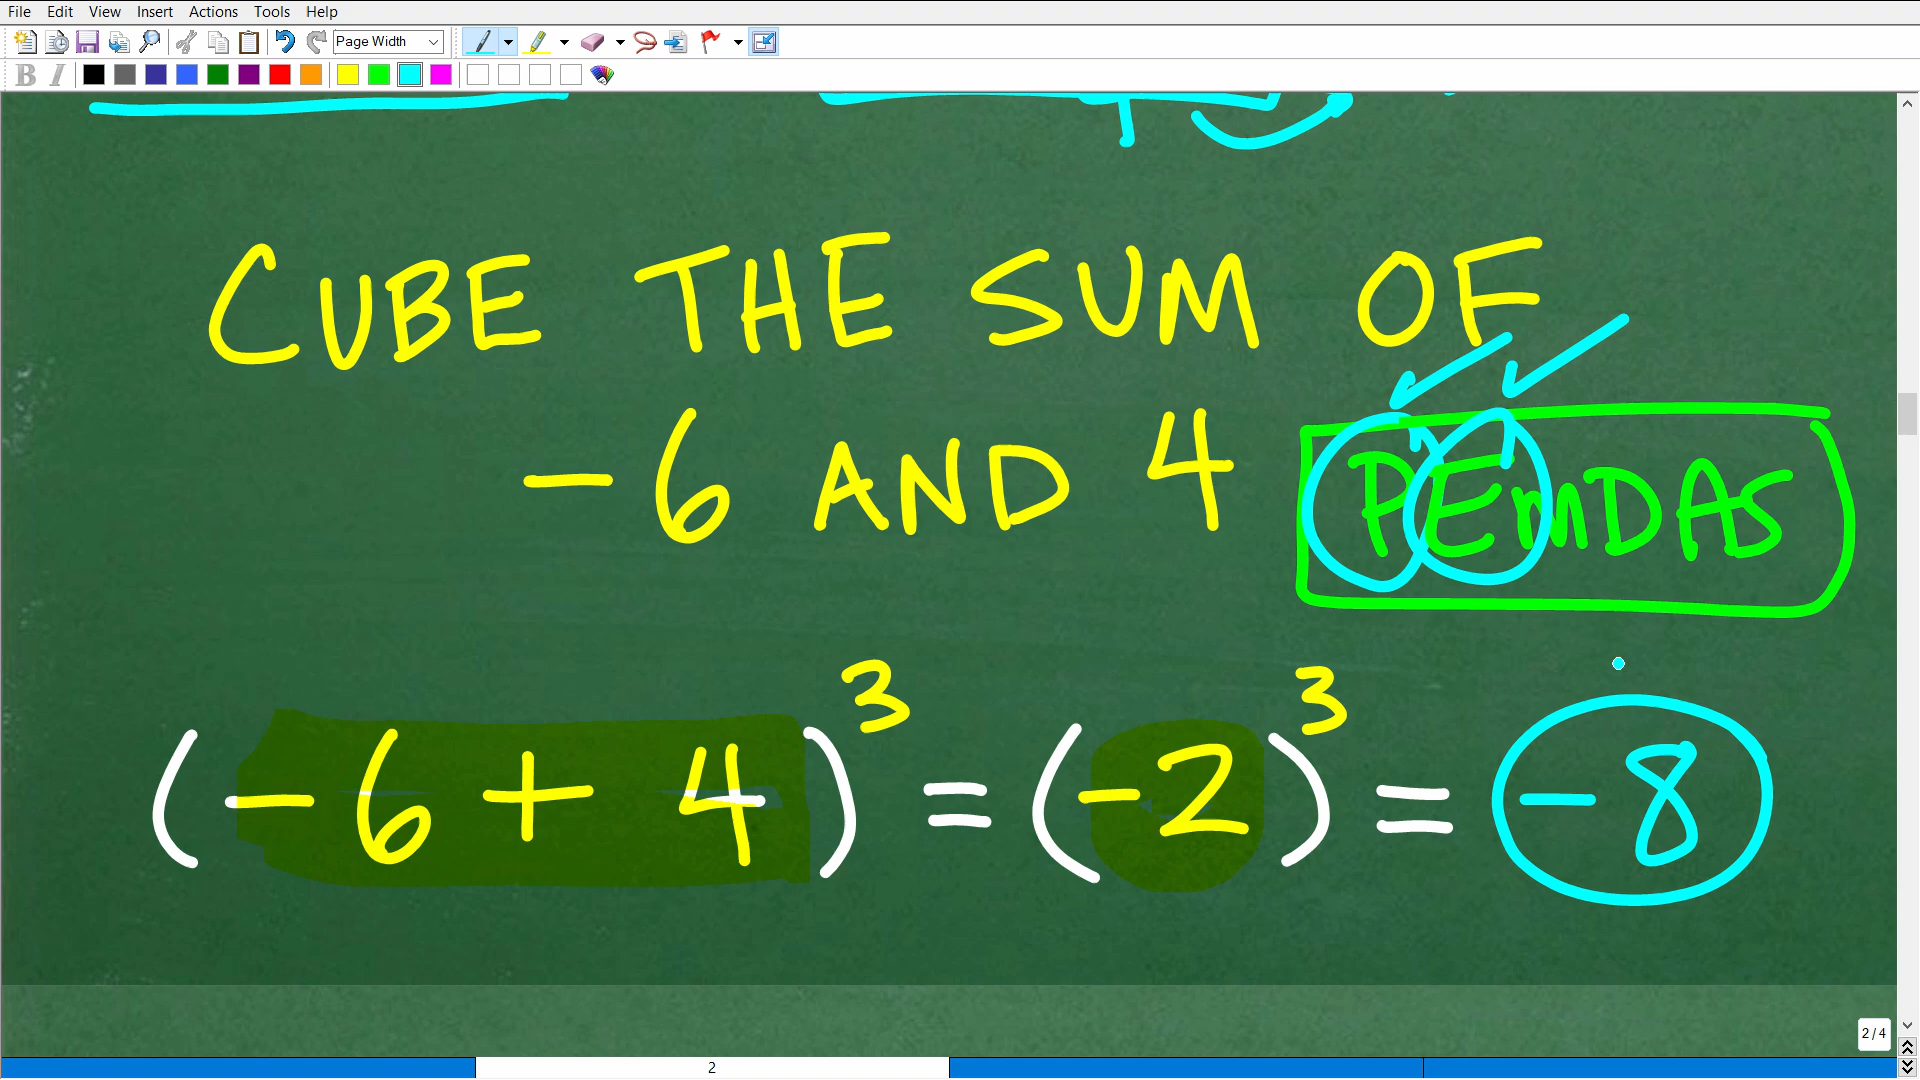 File Edit View Insert Actions Tools Help
Page Width
B I
CUBE THE SUM OF
-6 AND 4
PEmDAS
(-6 + 4)³ = (-2)³ = -8
2 / 4
2